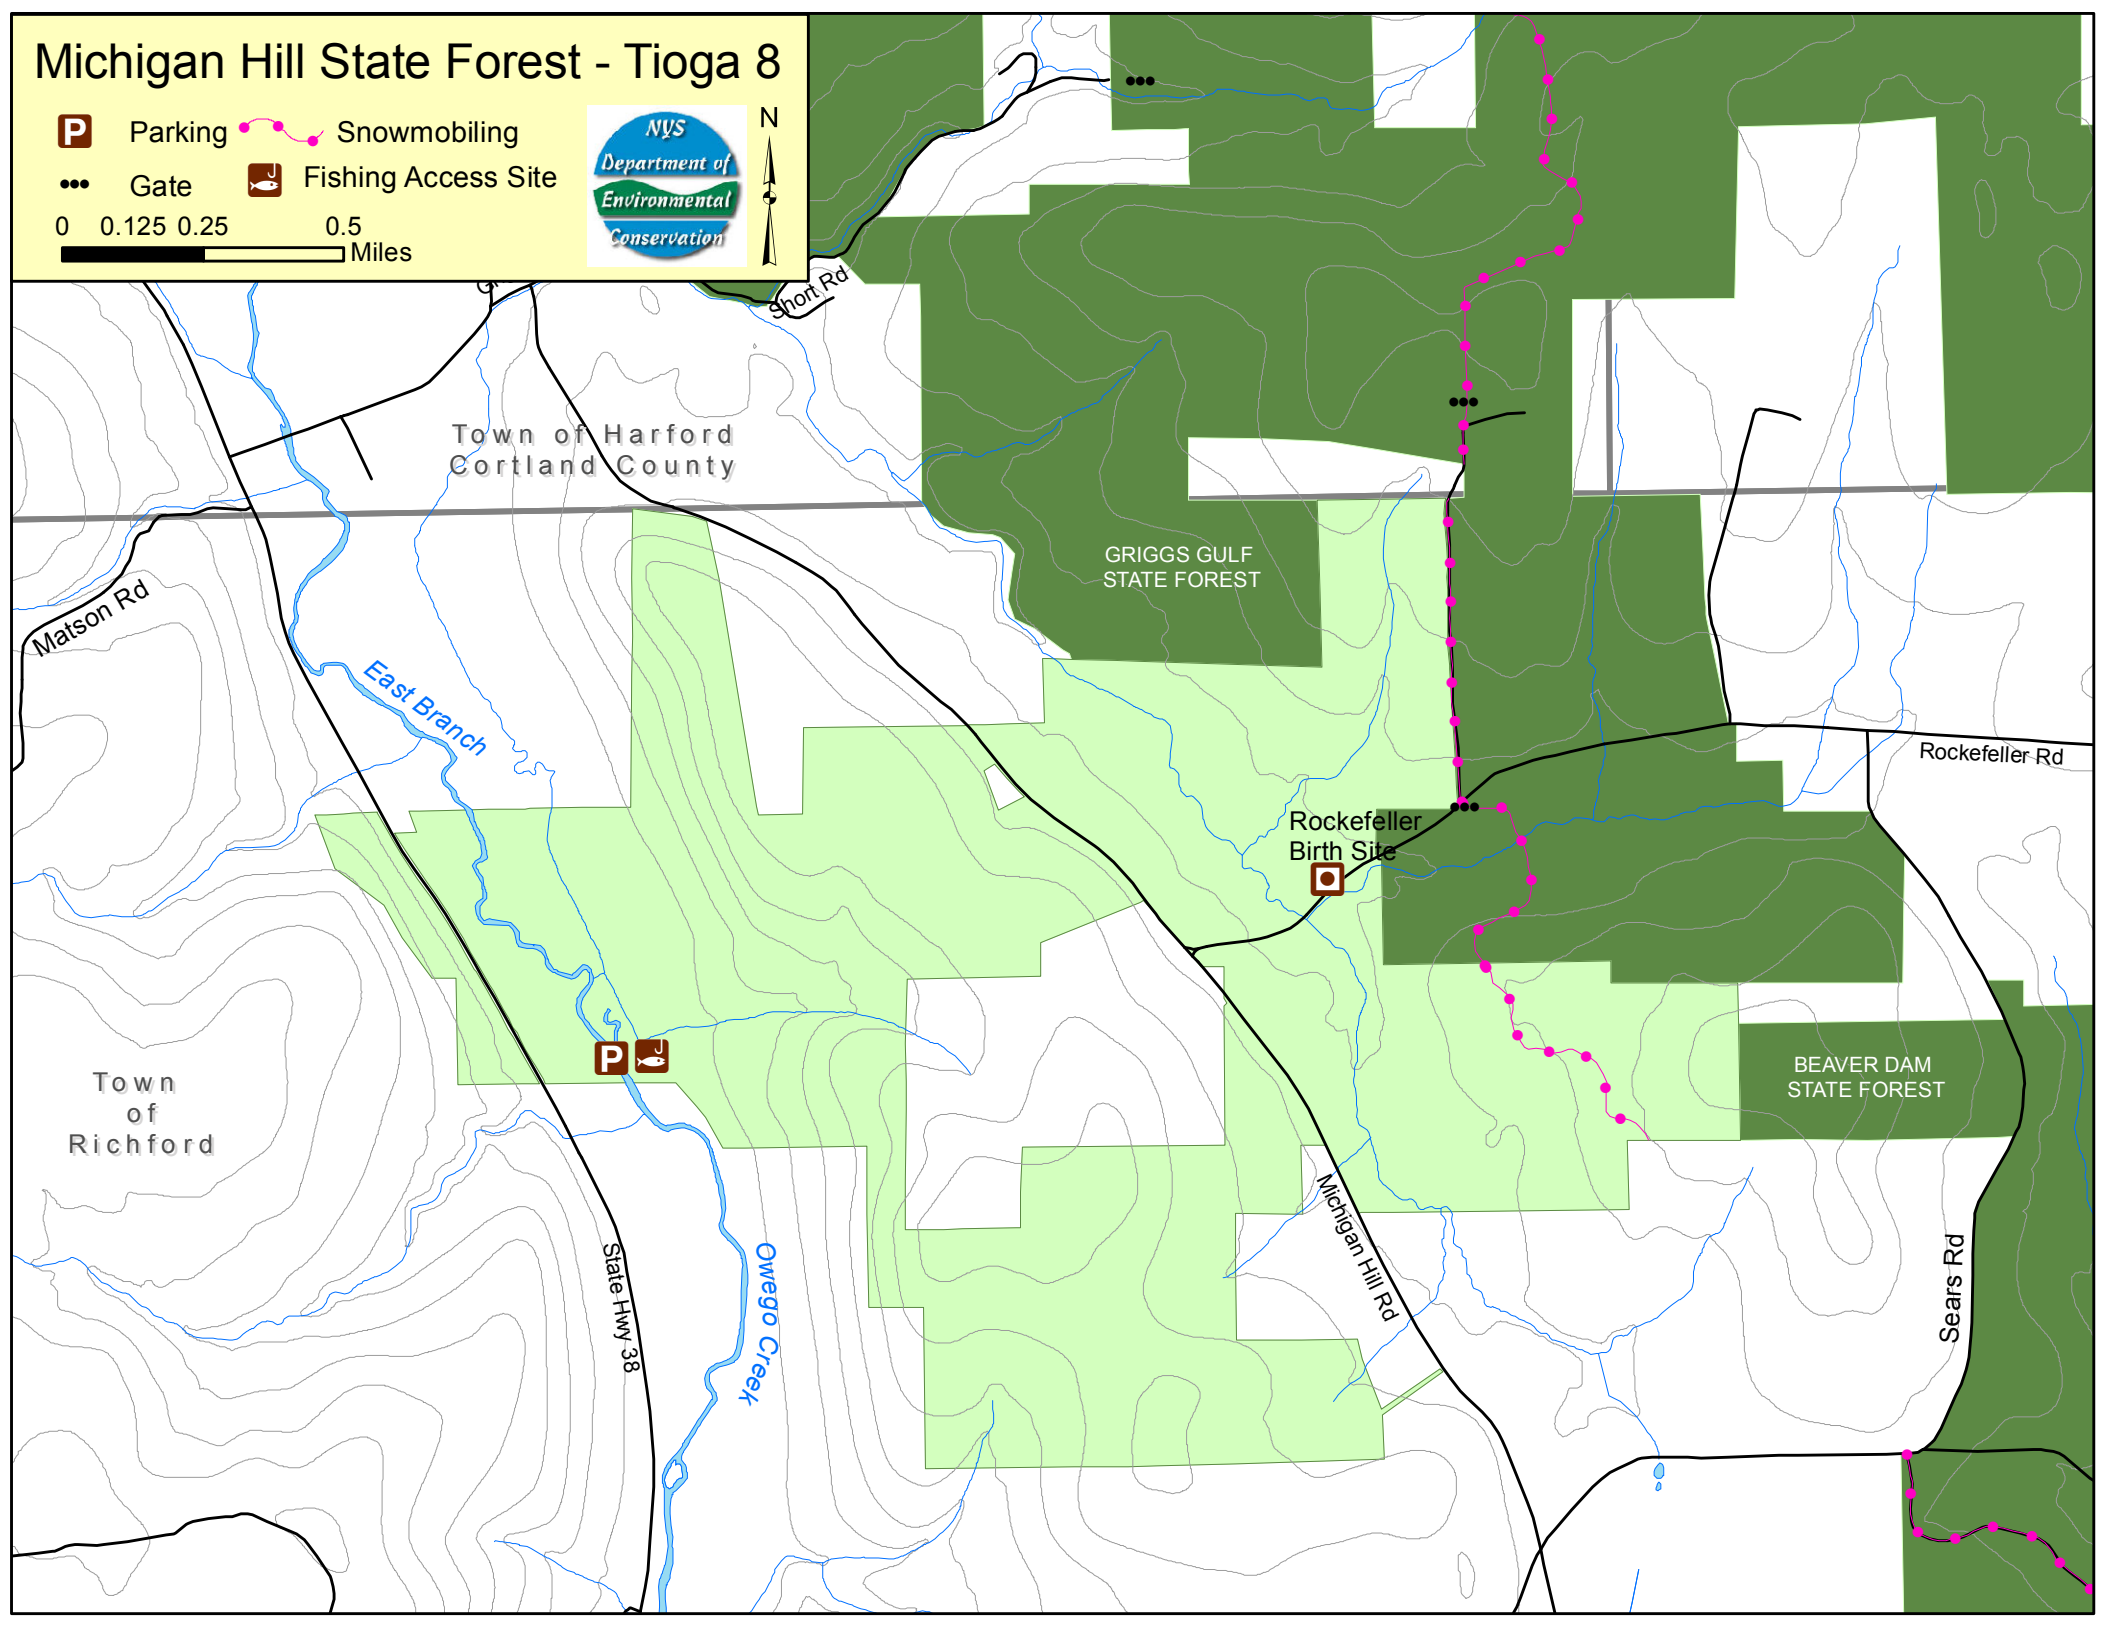 Michigan Hill State Forest - Tioga 8
P Parking Snowmobiling
Gate Fishing Access Site
0 0.125 0.25 0.5
Miles
NYS
Department of
Environmental
Conservation
N
Short Rd
Town of Harford
Cortland County
GRIGGS GULF
STATE FOREST
Matson Rd
East Branch
Rockefeller Rd
Rockefeller
Birth Site
P
Town
of
Richford
BEAVER DAM
STATE FOREST
State Hwy 38
Owego Creek
Michigan Hill Rd
Sears Rd